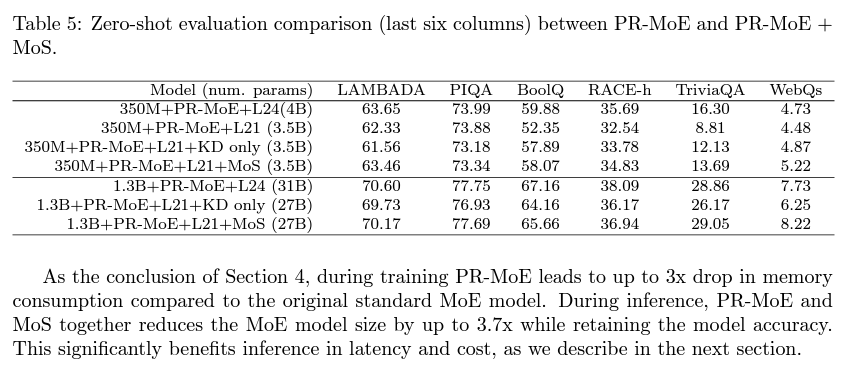 Table 5: Zero-shot evaluation comparison (last six columns) between PR-MoE and PR-MoE +
MoS.
Model (num. params) LAMBADA PIQA BoolQ RACE-h TriviaQA WebQs
350M+PR-MoE+L24(4B) 63.65 73.99 59.88 35.69 16.30 4.73
350M+PR-MoE+L21 (3.5B) 62.33 73.88 52.35 32.54 8.81 4.48
350M+PR-MoE+L21+KD only (3.5B) 61.56 73.18 57.89 33.78 12.13 4.87
350M+PR-MoE+L21+MoS (3.5B) 63.46 73.34 58.07 34.83 13.69 5.22
1.3B+PR-MoE+L24 (31B) 70.60 77.75 67.16 38.09 28.86 7.73
1.3B+PR-MoE+L21+KD only (27B) 69.73 76.93 64.16 36.17 26.17 6.25
1.3B+PR-MoE+L21+MoS (27B) 70.17 77.69 65.66 36.94 29.05 8.22
As the conclusion of Section 4, during training PR-MoE leads to up to 3x drop in memory
consumption compared to the original standard MoE model. During inference, PR-MoE and
MoS together reduces the MoE model size by up to 3.7x while retaining the model accuracy.
This significantly benefits inference in latency and cost, as we describe in the next section.